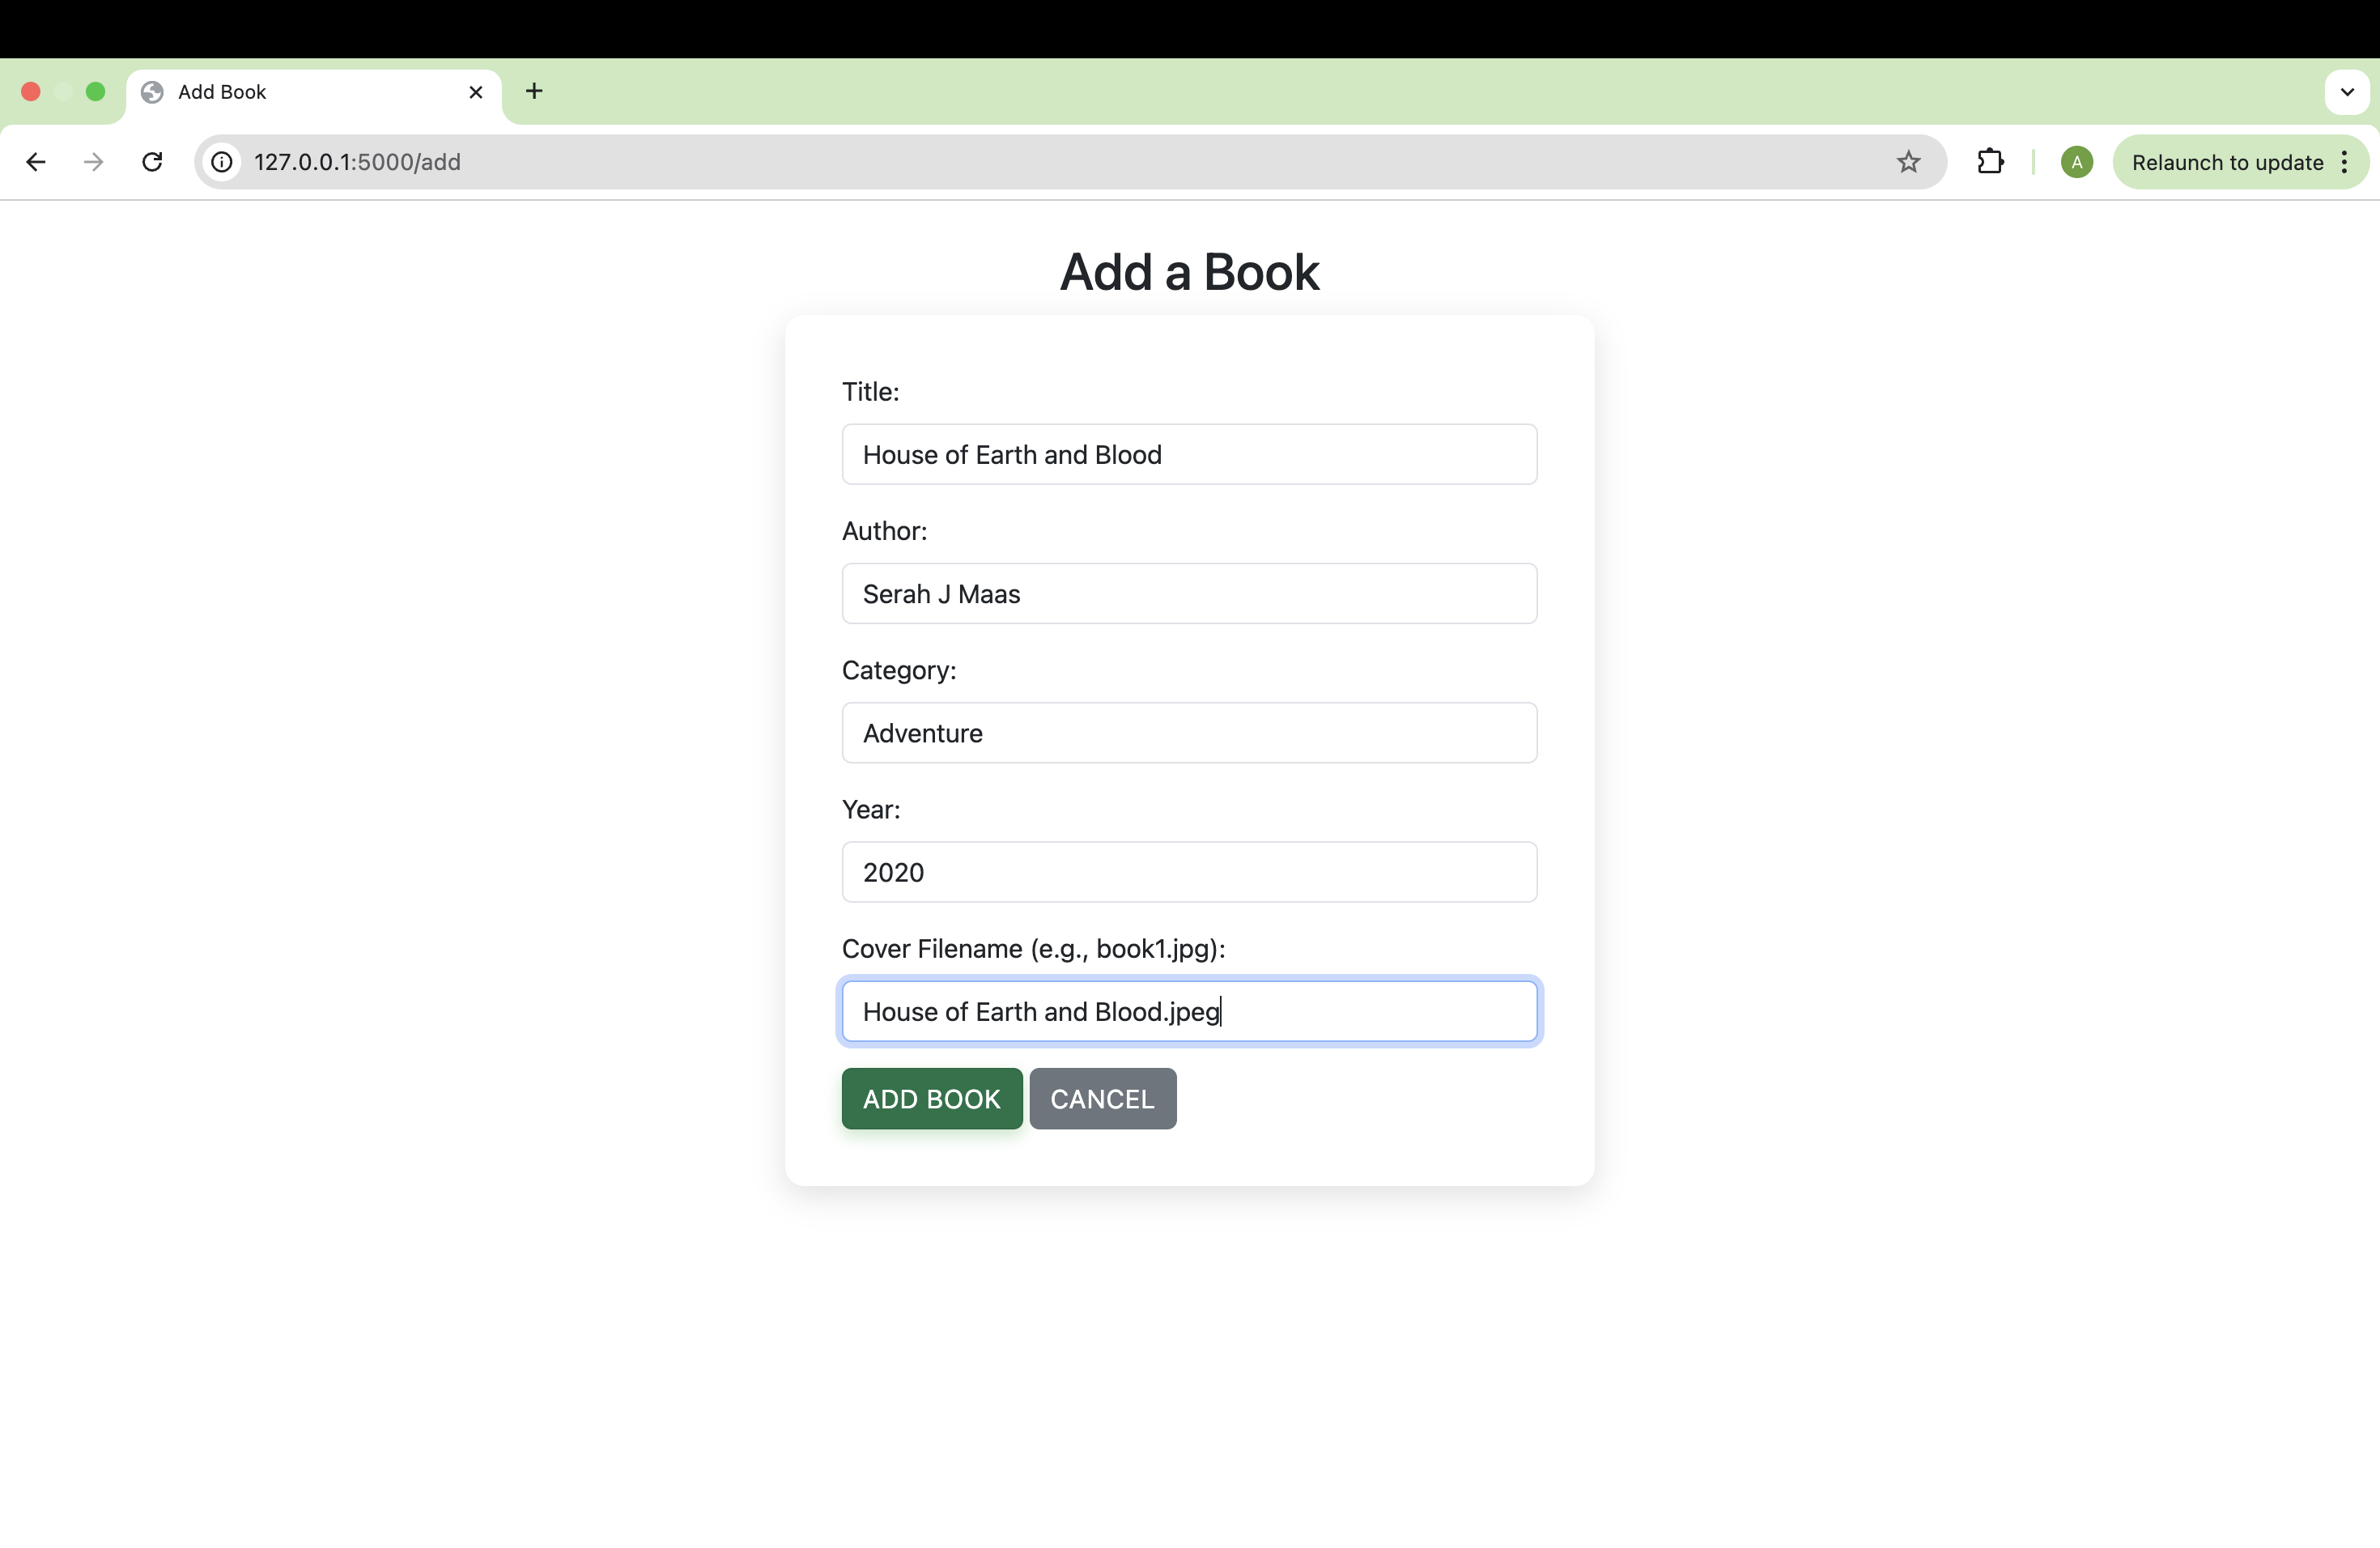 Add Book
127.0.0.1:5000/add
A
Relaunch to update
Add a Book
Title:
House of Earth and Blood
Author:
Serah J Maas
Category:
Adventure
Year:
2020
Cover Filename (e.g., book1.jpg):
House of Earth and Blood.jpeg
ADD BOOK CANCEL